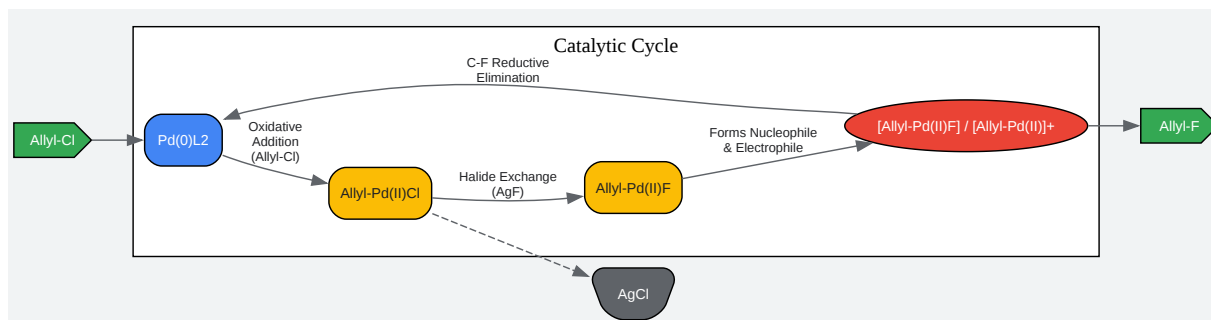 Catalytic Cycle
C-F Reductive
Elimination
Allyl-Cl
Pd(0)L2
Oxidative
Addition
(Allyl-Cl)
Allyl-Pd(II)Cl
Halide Exchange
(AgF)
Allyl-Pd(II)F
Forms Nucleophile
& Electrophile
[Allyl-Pd(II)F] / [Allyl-Pd(II)]+
Allyl-F
AgCl